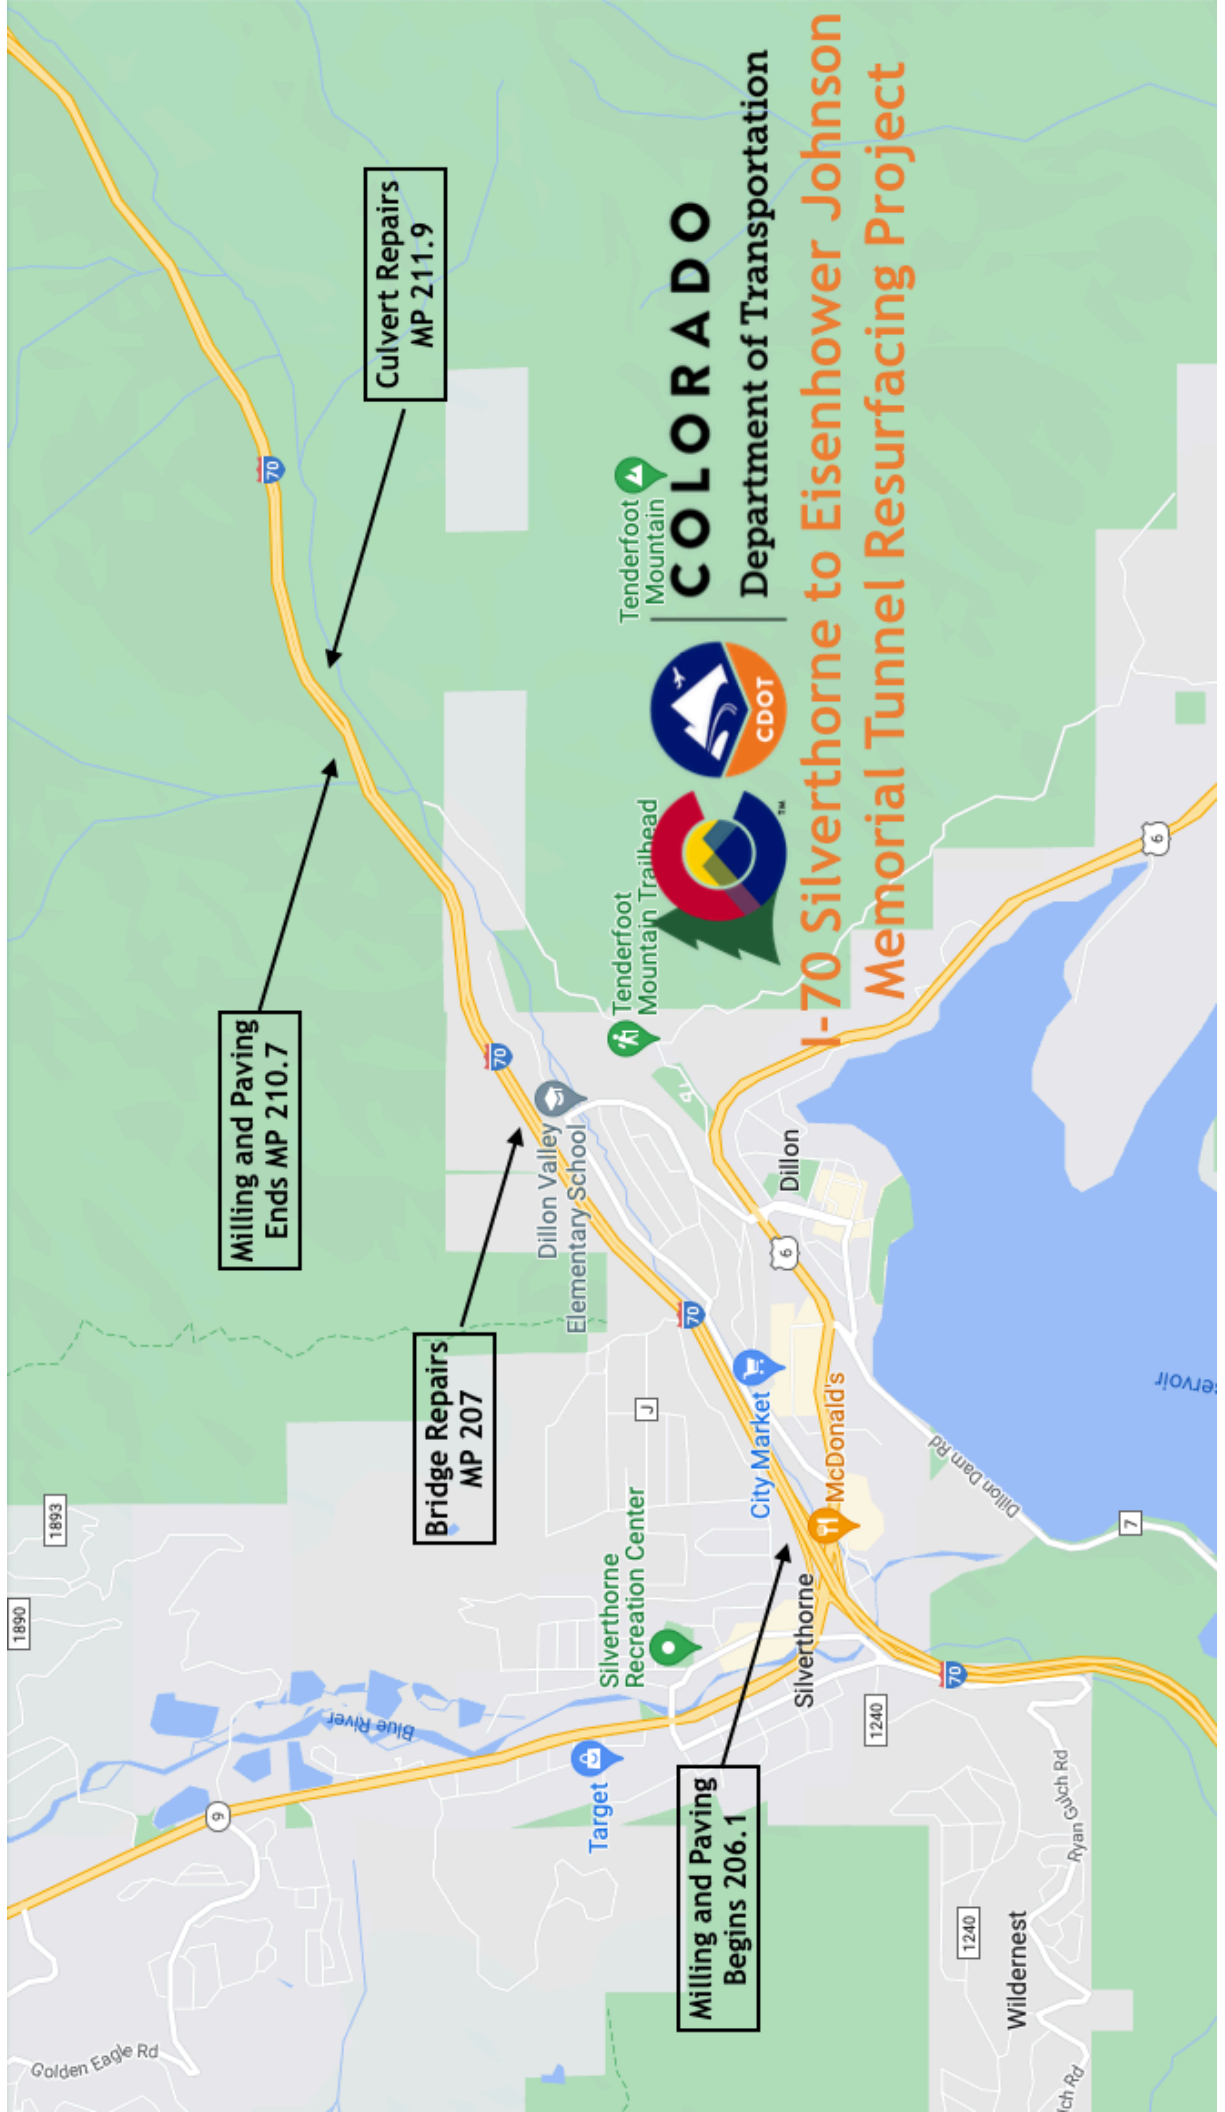 1890
1893
Golden Eagle Rd
9
Blue River
Milling and Paving
Ends MP 210.7
70
Culvert Repairs
MP 211.9
Bridge Repairs
MP 207
70
Dillon Valley
Elementary School
Target
Silverthorne
Recreation Center
J
70
Tenderfoot
Mountain Trailhead
Tenderfoot
Mountain
Milling and Paving
Begins 206.1
City Market
Silverthorne
McDonald's
6
Dillon
TM
CDOT
COLORADO
Department of Transportation
I-70 Silverthorne to Eisenhower Johnson
Memorial Tunnel Resurfacing Project
1240
70
Dillon Dam Rd
1240
Wildernest
Ryan Gulch Rd
7
6